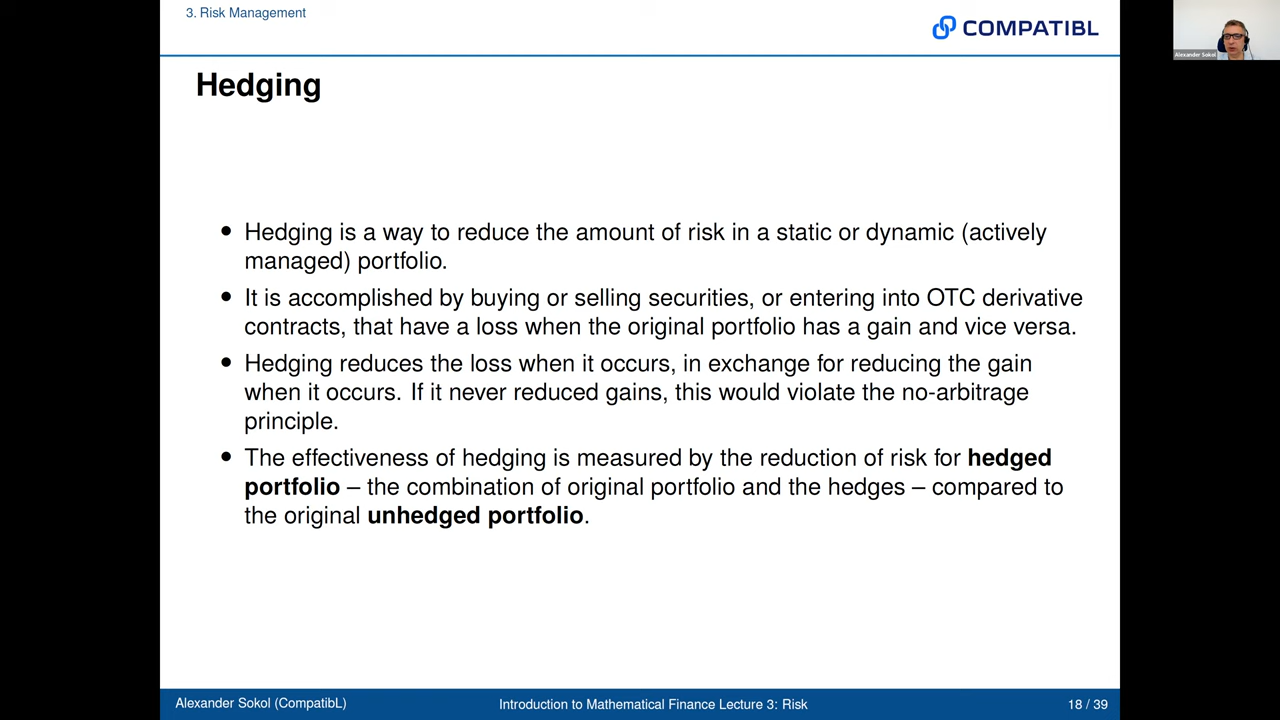 3. Risk Management
COMPATIBL
Alexander Sokol
Hedging
• Hedging is a way to reduce the amount of risk in a static or dynamic (actively
managed) portfolio.
• It is accomplished by buying or selling securities, or entering into OTC derivative
contracts, that have a loss when the original portfolio has a gain and vice versa.
• Hedging reduces the loss when it occurs, in exchange for reducing the gain
when it occurs. If it never reduced gains, this would violate the no-arbitrage
principle.
• The effectiveness of hedging is measured by the reduction of risk for hedged
portfolio – the combination of original portfolio and the hedges – compared to
the original unhedged portfolio.
Alexander Sokol (CompatibL)
Introduction to Mathematical Finance Lecture 3: Risk
18 / 39